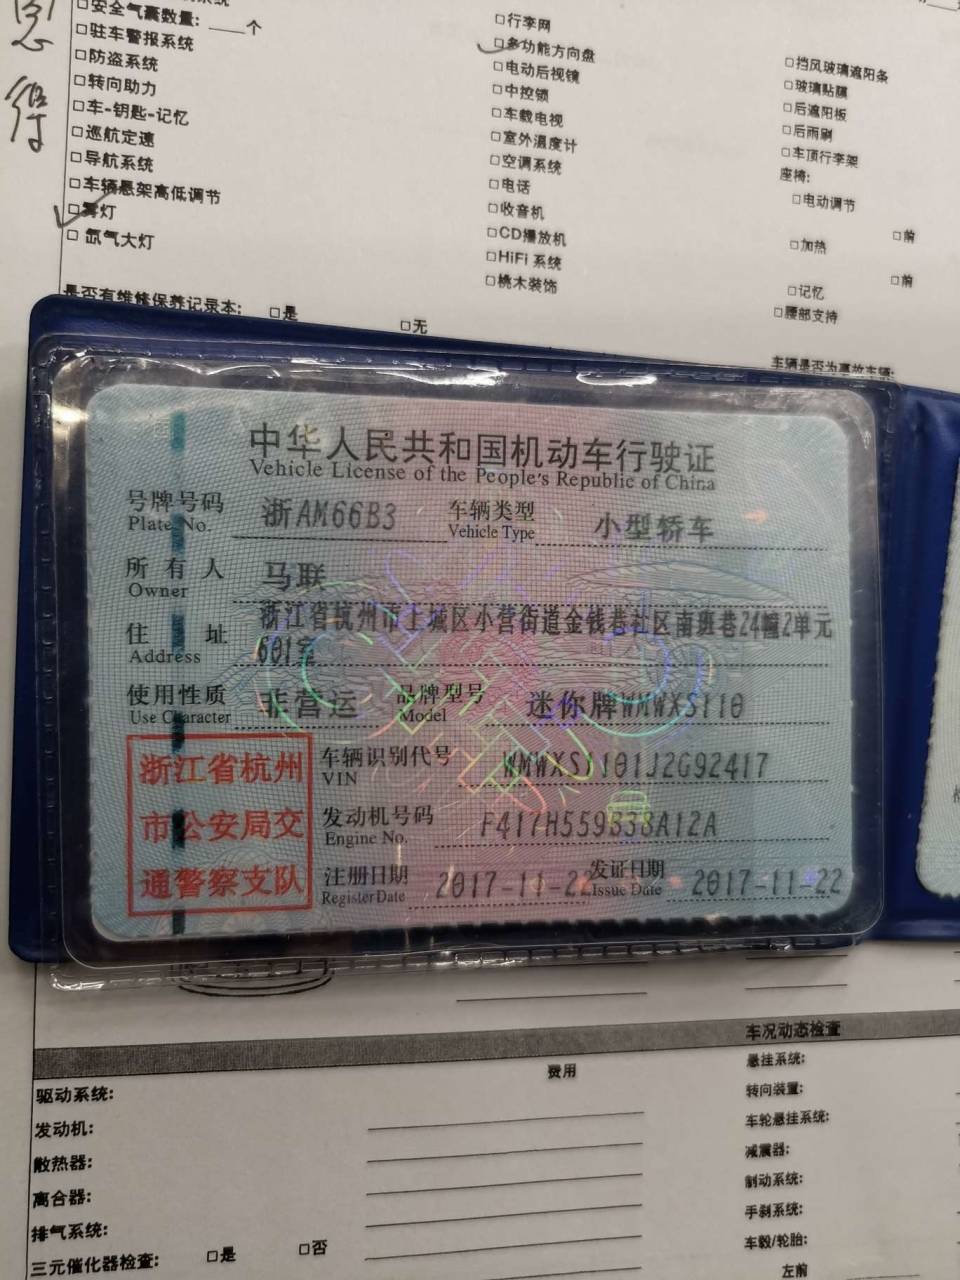 □安全气囊数量: ____个
□驻车警报系统
□防盗系统
□转向助力
□车-钥匙-记忆
□巡航定速
□导航系统
□车辆悬架高低调节
□雾灯
□氙气大灯
是否有维修保养记录本: □是 □无
□行李网
□多功能方向盘
□电动后视镜
□中控锁
□车载电视
□室外温度计
□空调系统
□电话
□收音机
□CD播放机
□HiFi 系统
□桃木装饰
□挡风玻璃遮阳条
□玻璃贴膜
□后遮阳板
□后雨刷
□车顶行李架
座椅:
□电动调节
□前
□加热
□前
□记忆
□腰部支持
车辆是否为事故车辆:
中华人民共和国机动车行驶证
Vehicle License of the People's Republic of China
号牌号码 浙AM66B3 车辆类型 小型轿车
Plate No. Vehicle Type
所有人 马联
Owner
住址 浙江省杭州市上城区小营街道金钱巷社区南班巷24幢2单元
Address 601室
使用性质 非营运 品牌型号 迷你牌WMWXS110
Use Character Model
浙江省杭州
市公安局交
通警察支队
车辆识别代号 WMWXS1101J2G92417
VIN
发动机号码 F417H559B38A12A
Engine No.
注册日期 2017-11-22 发证日期 2017-11-22
Register Date Issue Date
车况动态检查
费用
驱动系统:
发动机:
散热器:
离合器:
排气系统:
三元催化器检查: □是 □否
悬挂系统:
转向装置:
车轮悬挂系统:
减震器:
制动系统:
手刹系统:
车毂/轮胎:
左前